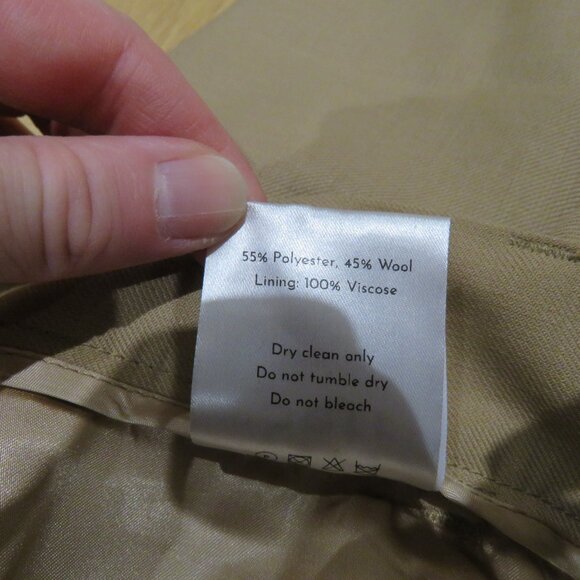 55% Polyester, 45% Wool
Lining: 100% Viscose
Dry clean only
Do not tumble dry
Do not bleach